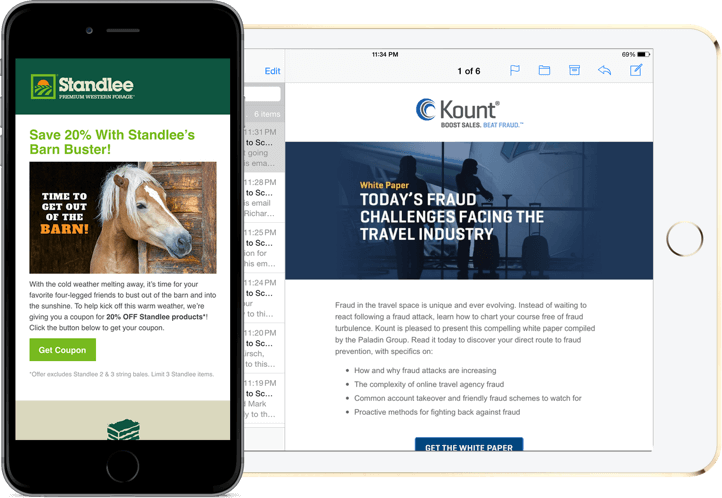 Standlee
PREMIUM WESTERN FORAGE
Save 20% With Standlee's
Barn Buster!
TIME TO
GET OUT
OF THE
BARN!
With the cold weather melting away, it's time for your
favorite four-legged friends to bust out of the barn and into
the sunshine. To help kick off this warm weather, we're
giving you a coupon for 20% OFF Standlee products*!
Click the button below to get your coupon.
Get Coupon
*Offer excludes Standlee 2 & 3 string bales. Limit 3 Standlee items.
Edit
6 items
11:31 PM
to Sc...
going
is ema...
11:28 PM
to Sc...
is email
Richar...
11:25 PM
to Sc...
ion for
this em...
11:24 PM
to Sc...
our
y to thi...
11:20 PM
to Sc...
irsch,
to this...
11:19 PM
to Sc...
Mark
y to th...
11:34 PM
69%
1 of 6
Kount®
BOOST SALES. BEAT FRAUD.™
White Paper
TODAY'S FRAUD
CHALLENGES FACING THE
TRAVEL INDUSTRY
Fraud in the travel space is unique and ever evolving. Instead of waiting to
react following a fraud attack, learn how to chart your course free of fraud
turbulence. Kount is pleased to present this compelling white paper compiled
by the Paladin Group. Read it today to discover your direct route to fraud
prevention, with specifics on:
• How and why fraud attacks are increasing
• The complexity of online travel agency fraud
• Common account takeover and friendly fraud schemes to watch for
• Proactive methods for fighting back against fraud
GET THE WHITE PAPER